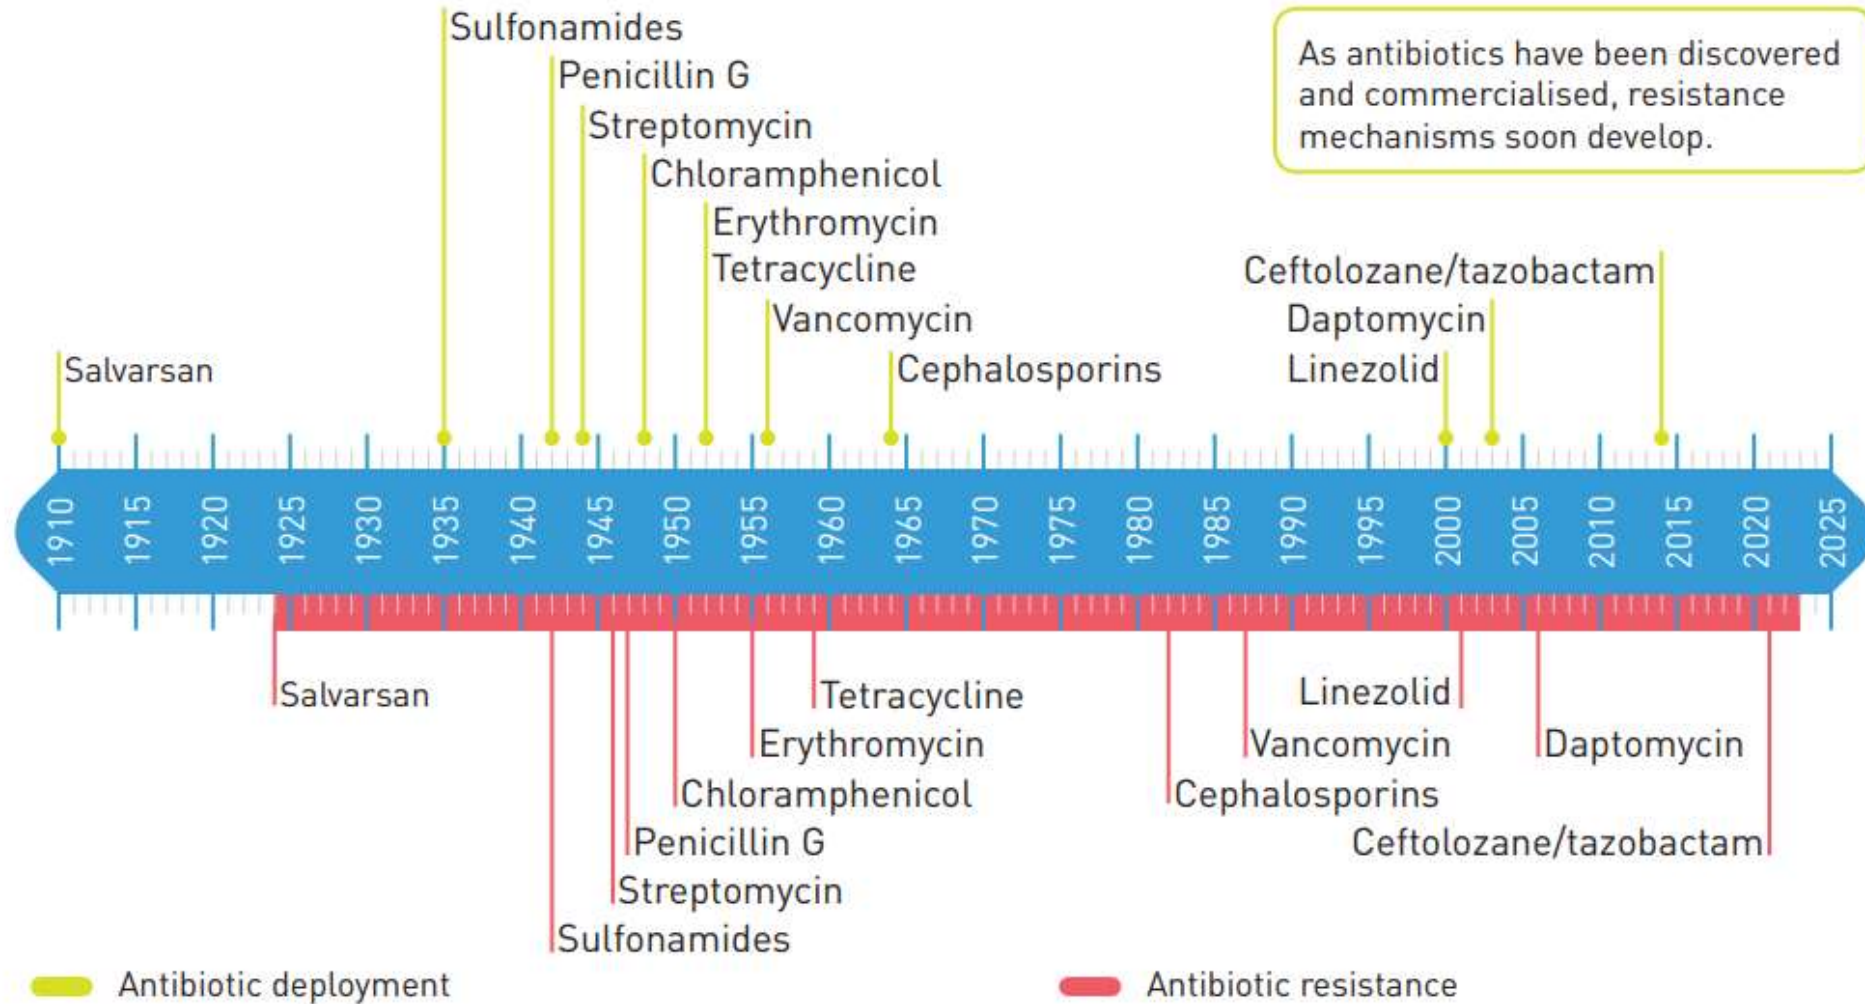 Sulfonamides
Penicillin G
Streptomycin
Chloramphenicol
Erythromycin
Tetracycline
Vancomycin
Salvarsan
Cephalosporins
As antibiotics have been discovered
and commercialised, resistance
mechanisms soon develop.
Ceftolozane/tazobactam
Daptomycin
Linezolid
1910 1915 1920 1925 1930 1935 1940 1945 1950 1955 1960 1965 1970 1975 1980 1985 1990 1995 2000 2005 2010 2015 2020 2025
Salvarsan
Tetracycline
Erythromycin
Chloramphenicol
Penicillin G
Streptomycin
Sulfonamides
Linezolid
Vancomycin
Daptomycin
Cephalosporins
Ceftolozane/tazobactam
Antibiotic deployment
Antibiotic resistance